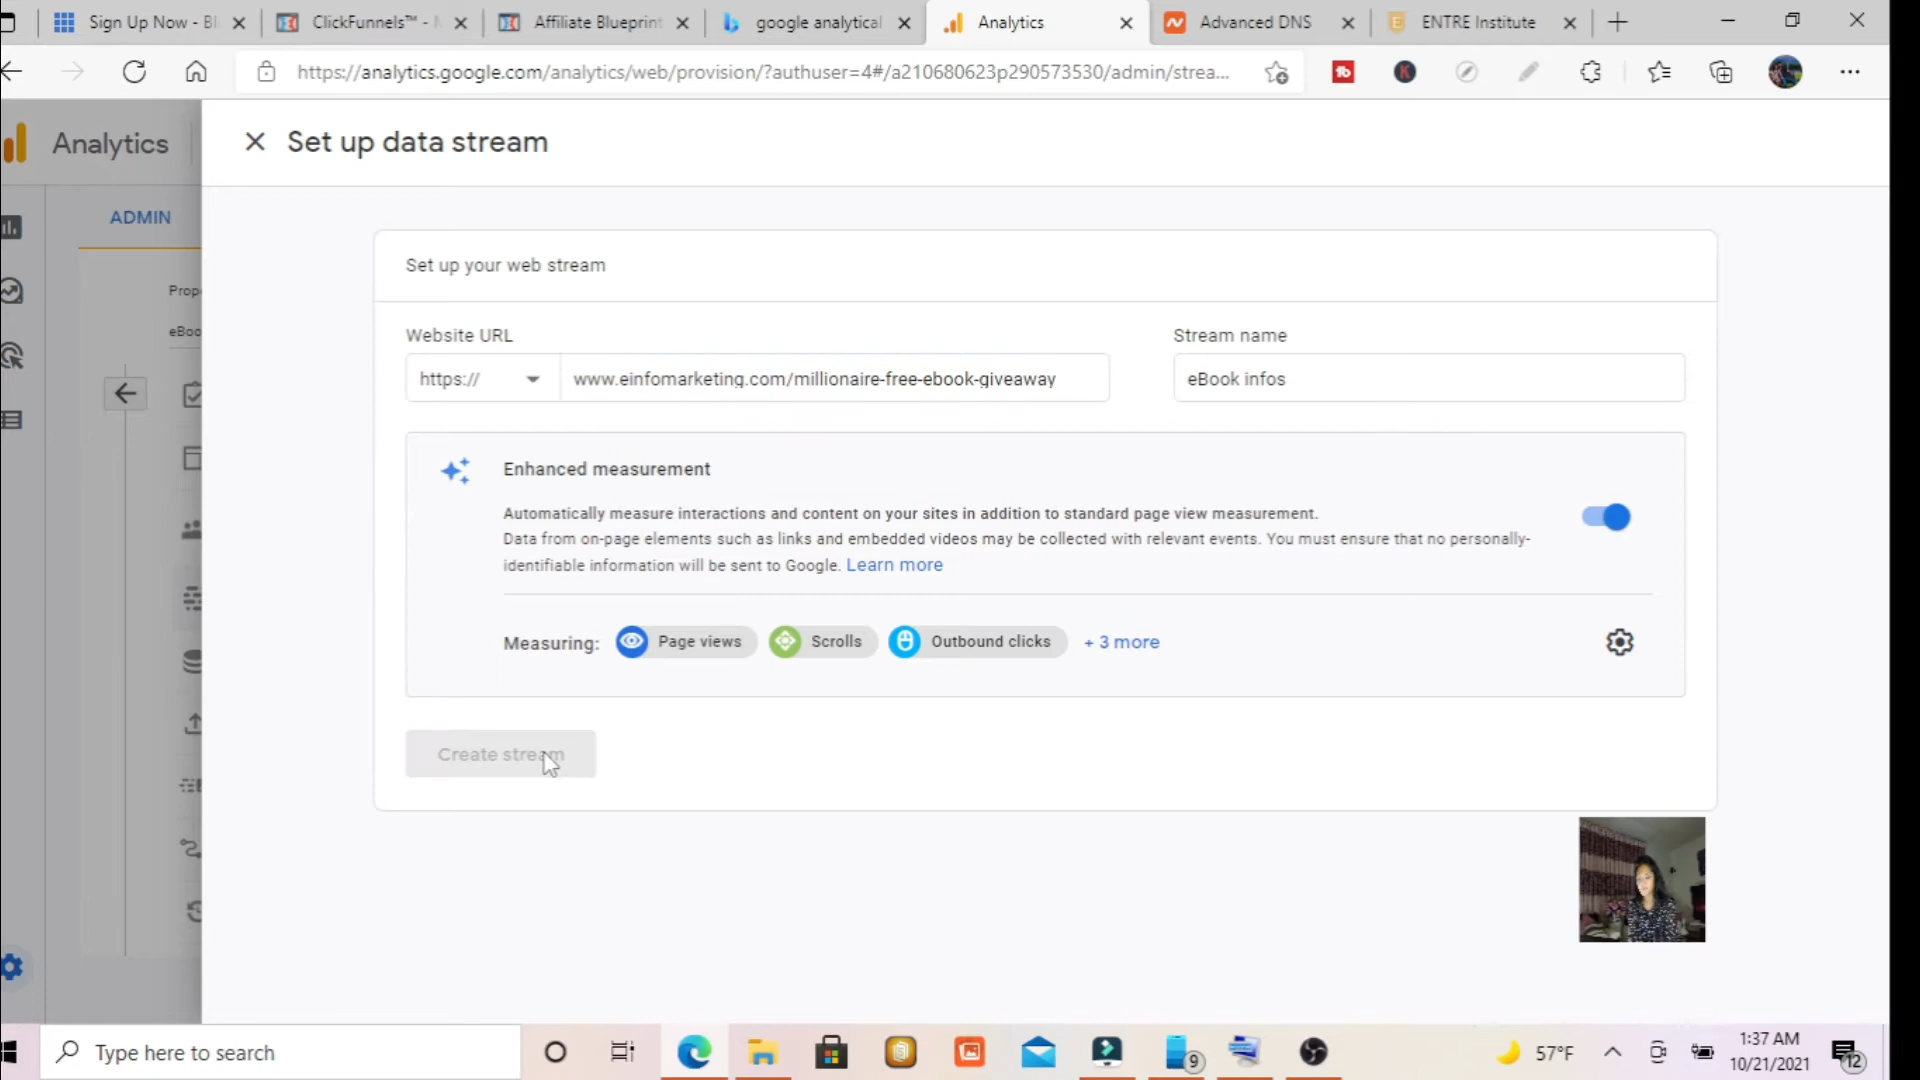 Sign Up Now - Bl
ClickFunnels™ - M
Affiliate Blueprint
google analytical
Analytics
Advanced DNS
ENTRE Institute
https://analytics.google.com/analytics/web/provision/?authuser=4#/a210680623p290573530/admin/strea...
Analytics
Set up data stream
ADMIN
Set up your web stream
Prop
eBoo
Website URL
Stream name
https://
www.einfomarketing.com/millionaire-free-ebook-giveaway
eBook infos
Enhanced measurement
Automatically measure interactions and content on your sites in addition to standard page view measurement.
Data from on-page elements such as links and embedded videos may be collected with relevant events. You must ensure that no personally-
identifiable information will be sent to Google. Learn more
Measuring:
Page views
Scrolls
Outbound clicks
+ 3 more
Create stream
Type here to search
9
57°F
1:37 AM
10/21/2021
12